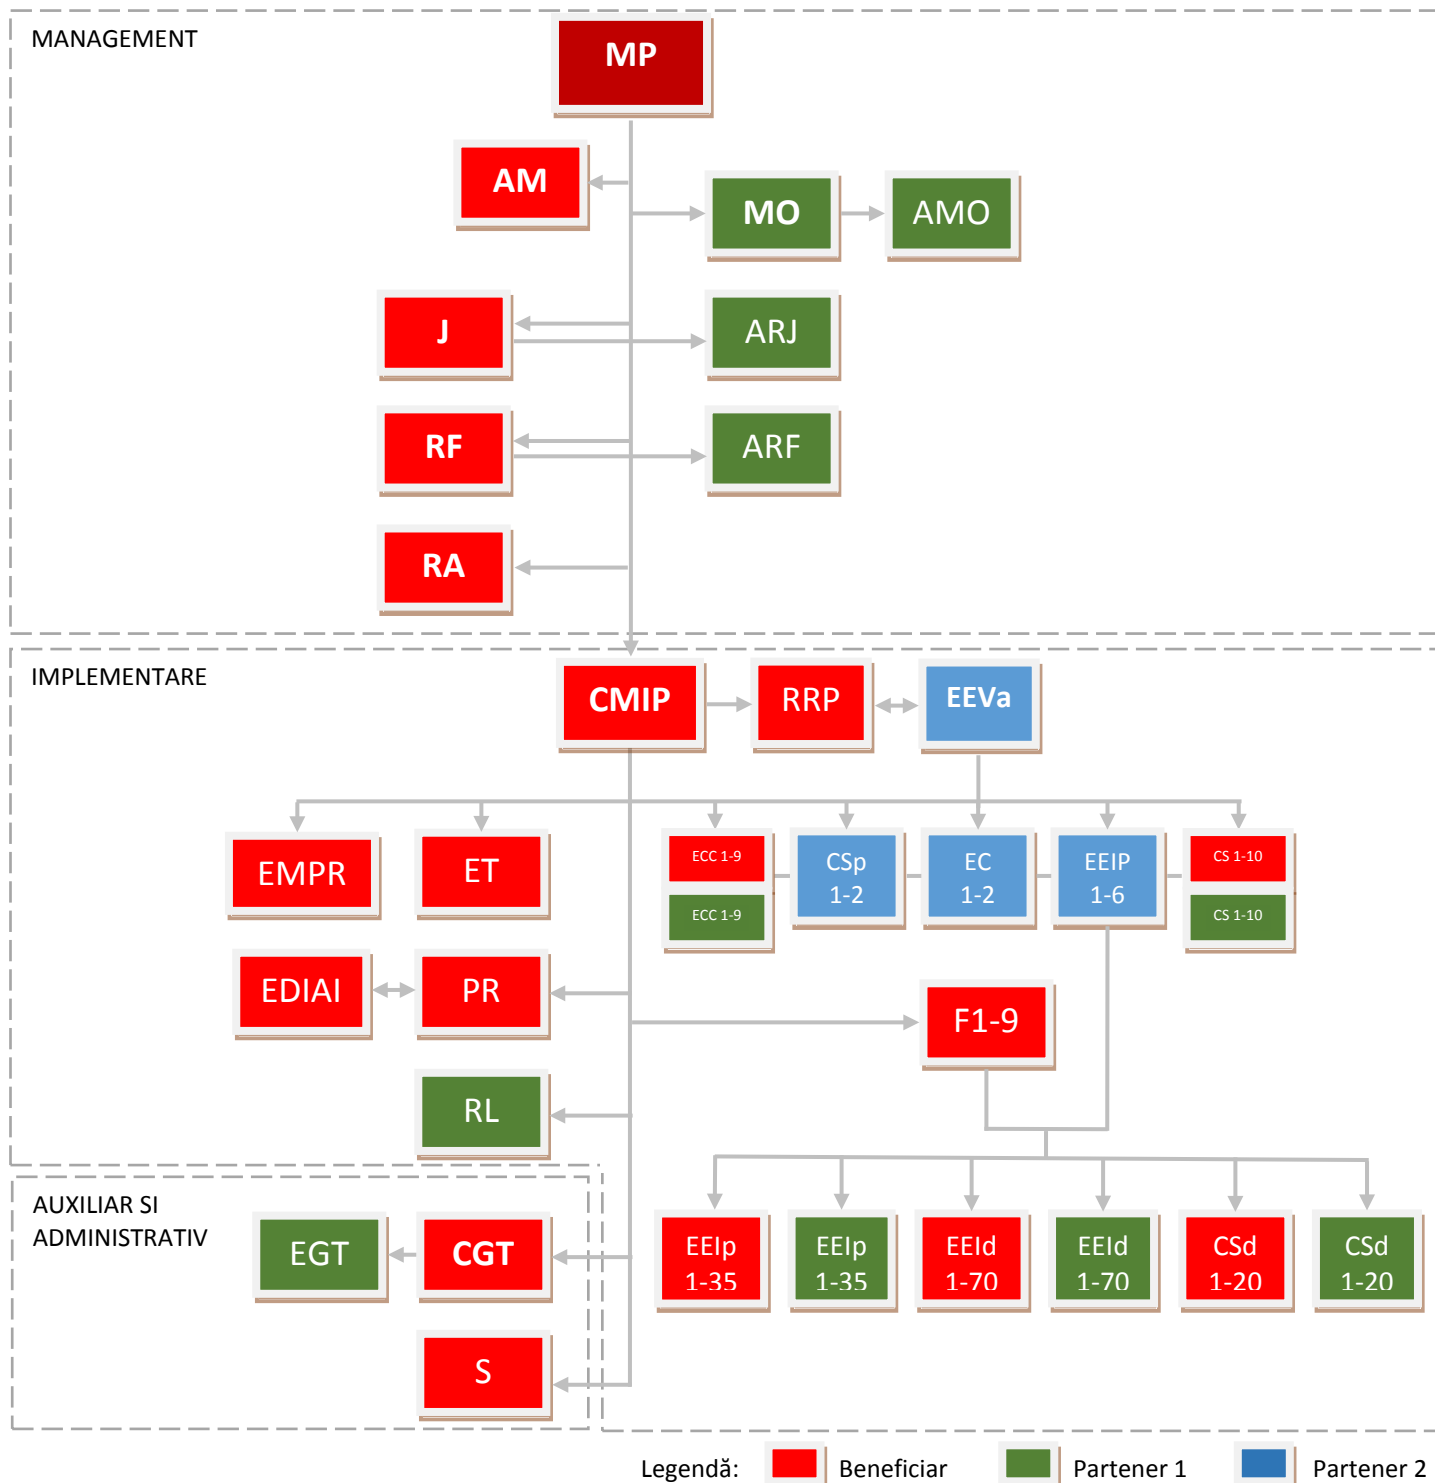 MANAGEMENT
MP
AM
MO
AMO
J
ARJ
RF
ARF
RA
IMPLEMENTARE
CMIP
RRP
EEVa
EMPR
ET
ECC 1-9
ECC 1-9
CSp
1-2
EC
1-2
EEIP
1-6
CS 1-10
CS 1-10
EDIAI
PR
F1-9
RL
AUXILIAR SI
ADMINISTRATIV
EGT
CGT
S
EEIp
1-35
EEIp
1-35
EEId
1-70
EEId
1-70
CSd
1-20
CSd
1-20
Legendă:
Beneficiar
Partener 1
Partener 2